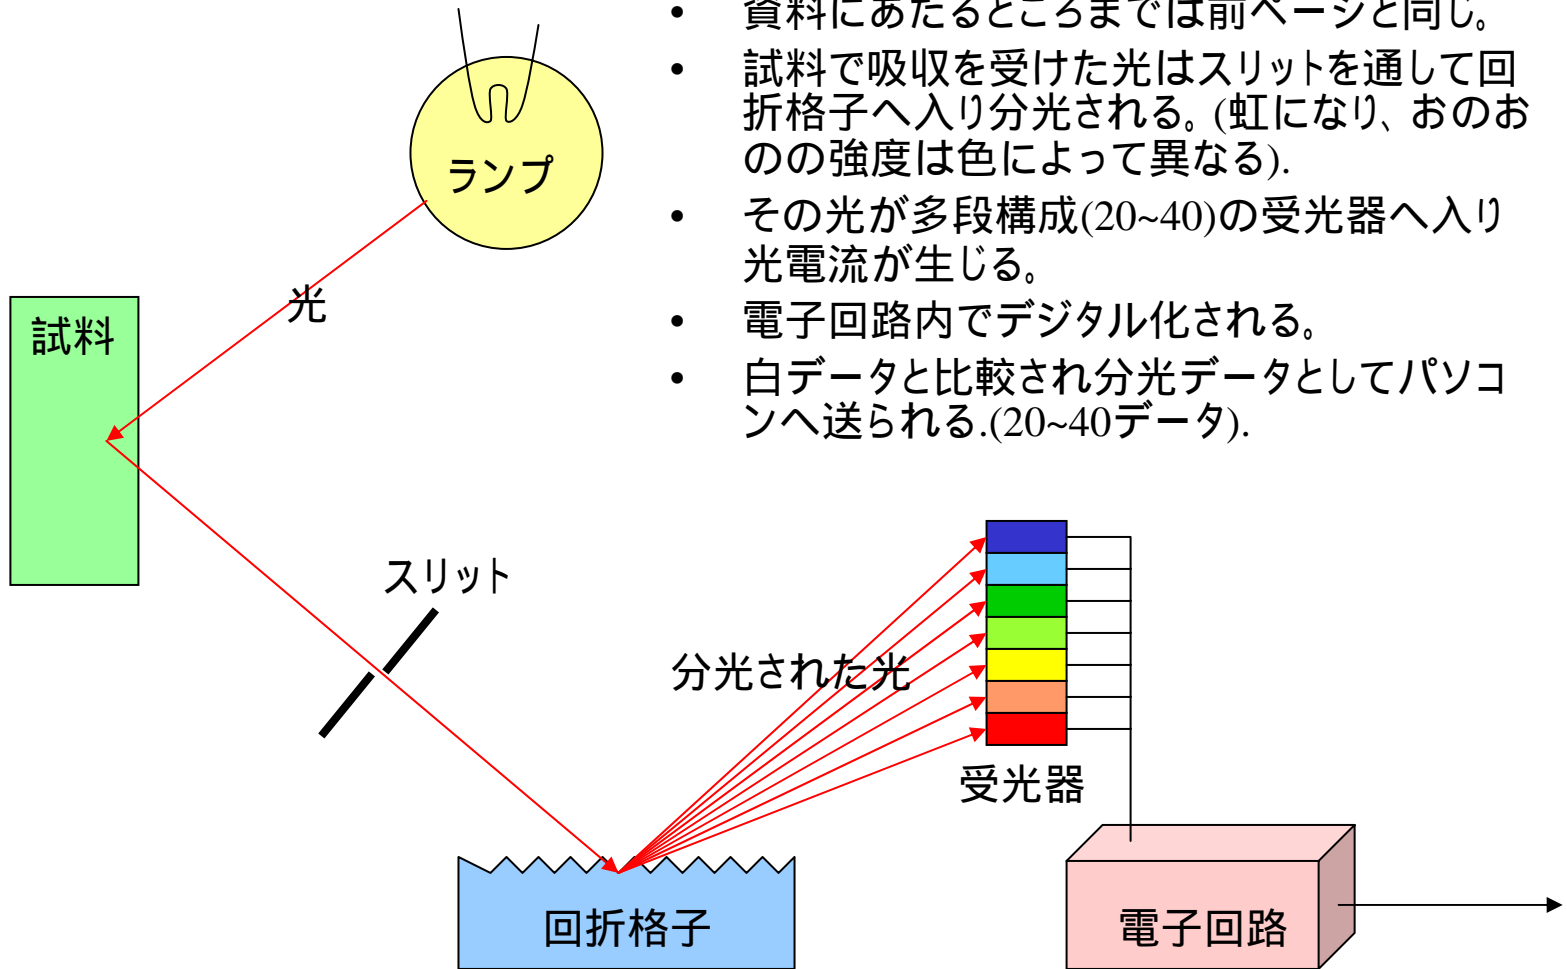 • 資料にあたるところまでは前ページと同じ。
• 試料で吸収を受けた光はスリットを通して回
折格子へ入り分光される。(虹になり、おのお
のの強度は色によって異なる).
• その光が多段構成(20~40)の受光器へ入り
光電流が生じる。
• 電子回路内でデジタル化される。
• 白データと比較され分光データとしてパソコ
ンへ送られる.(20~40データ).
ランプ
光
試料
スリット
分光された光
受光器
回折格子
電子回路